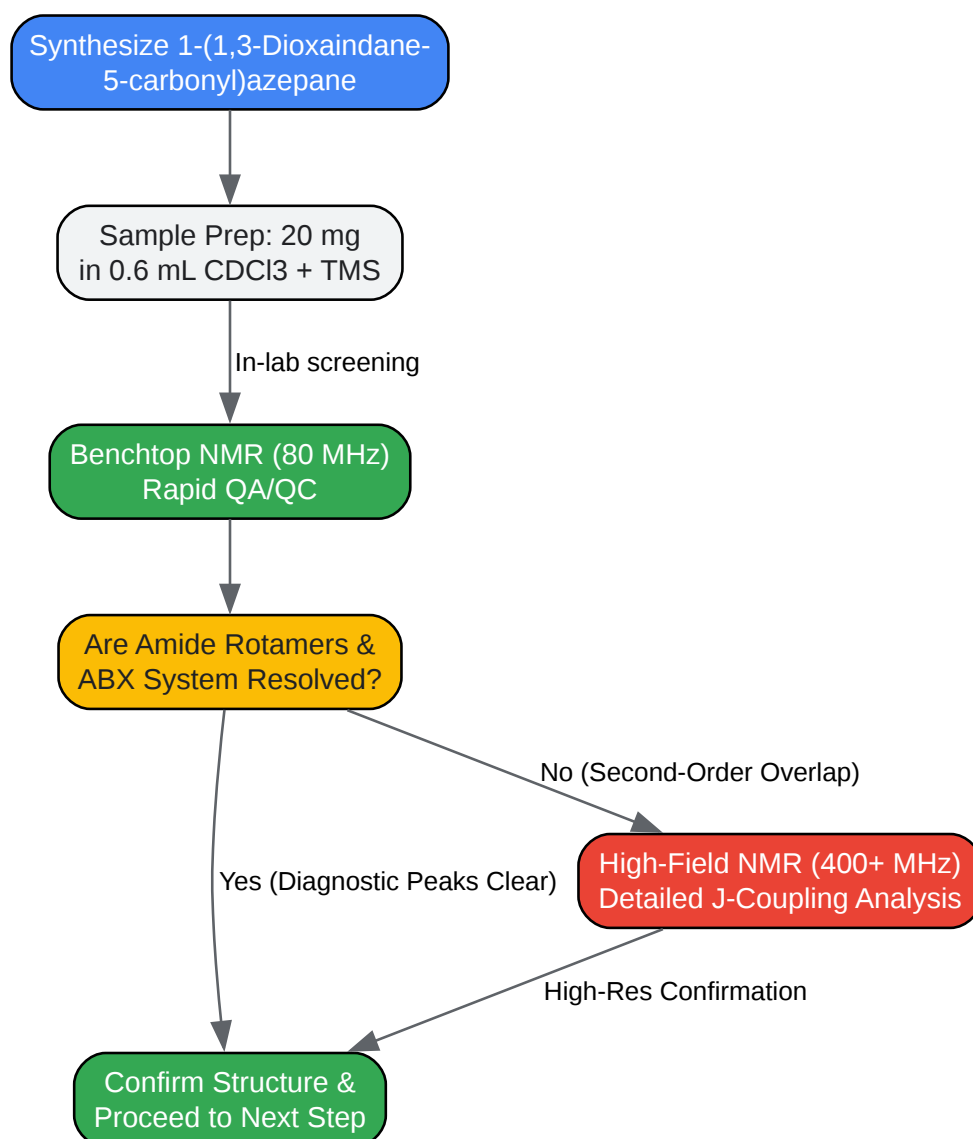 Synthesize 1-(1,3-Dioxaindane-
5-carbonyl)azepane
Sample Prep: 20 mg
in 0.6 mL CDCl3 + TMS
In-lab screening
Benchtop NMR (80 MHz)
Rapid QA/QC
Are Amide Rotamers &
ABX System Resolved?
No (Second-Order Overlap)
High-Field NMR (400+ MHz)
Detailed J-Coupling Analysis
Yes (Diagnostic Peaks Clear)
High-Res Confirmation
Confirm Structure &
Proceed to Next Step